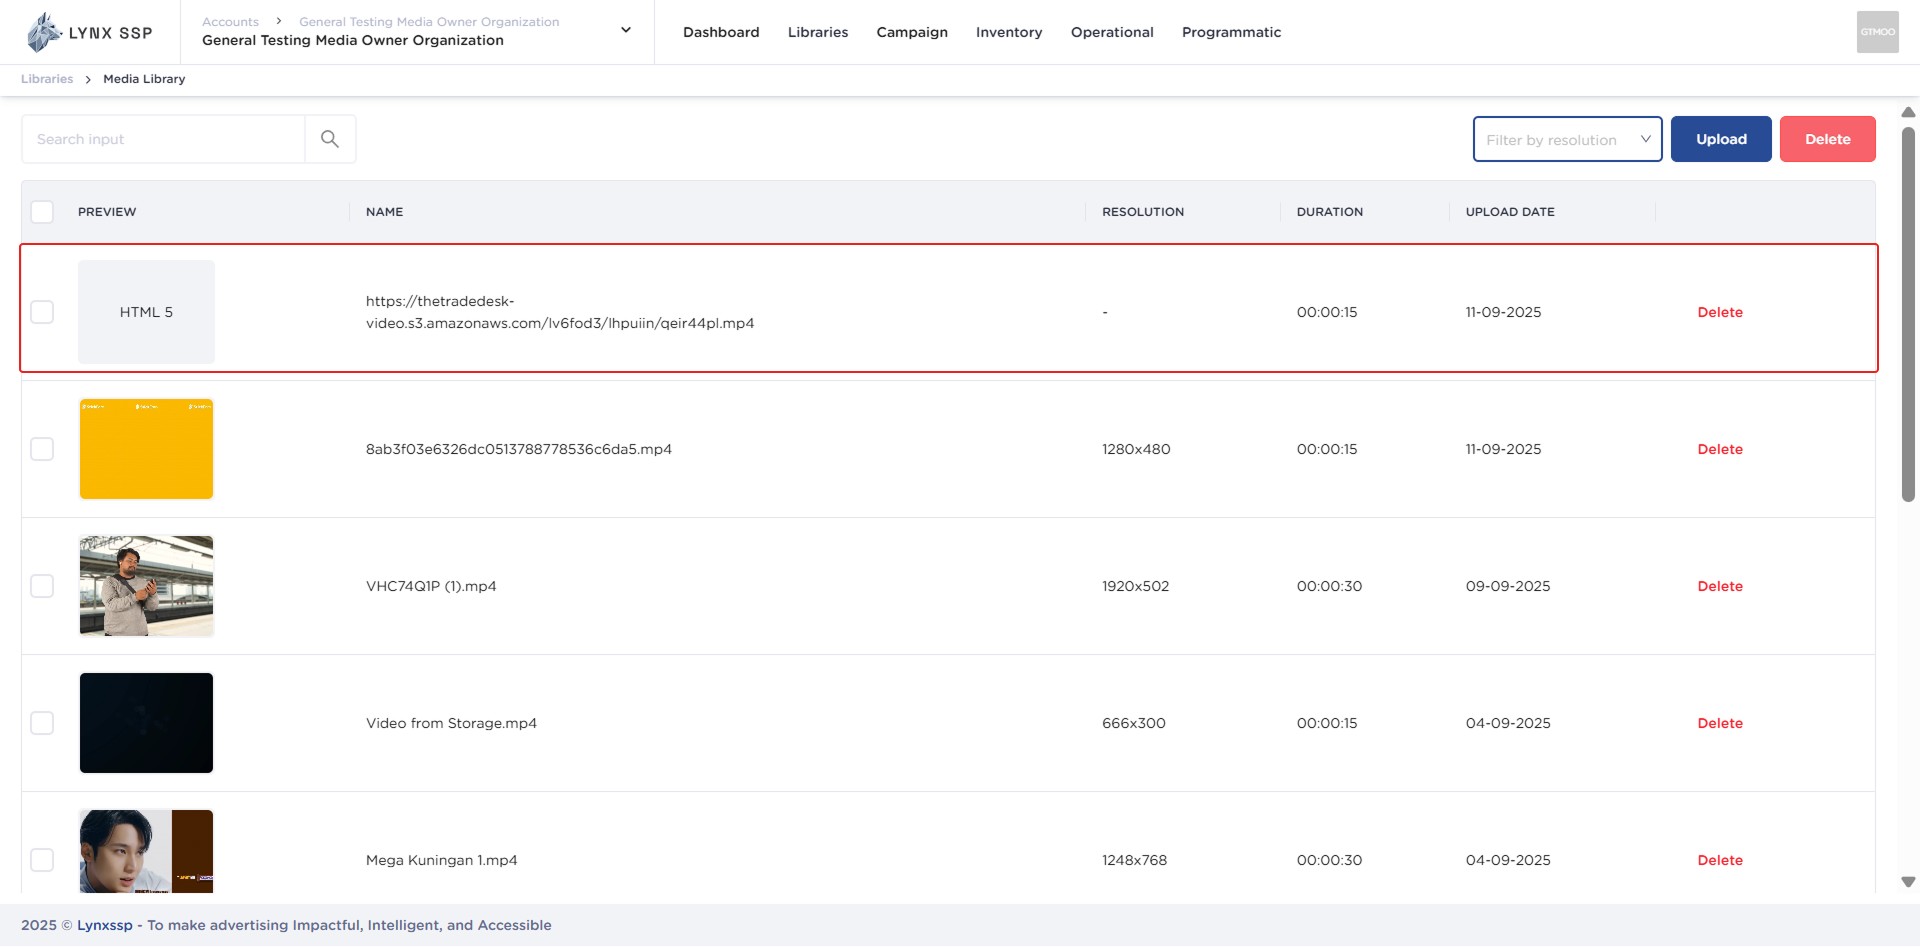 LYNX SSP
Accounts > General Testing Media Owner Organization
General Testing Media Owner Organization
Dashboard Libraries Campaign Inventory Operational Programmatic
GTMOO
Libraries > Media Library
Search input
Filter by resolution
Upload
Delete
PREVIEW NAME RESOLUTION DURATION UPLOAD DATE
HTML 5
https://thetradedesk-
video.s3.amazonaws.com/lv6fod3/lhpuiin/qeir44pl.mp4
- 00:00:15 11-09-2025 Delete
8ab3f03e6326dc0513788778536c6da5.mp4 1280x480 00:00:15 11-09-2025 Delete
VHC74Q1P (1).mp4 1920x502 00:00:30 09-09-2025 Delete
Video from Storage.mp4 666x300 00:00:15 04-09-2025 Delete
Mega Kuningan 1.mp4 1248x768 00:00:30 04-09-2025 Delete
2025 © Lynxssp - To make advertising Impactful, Intelligent, and Accessible